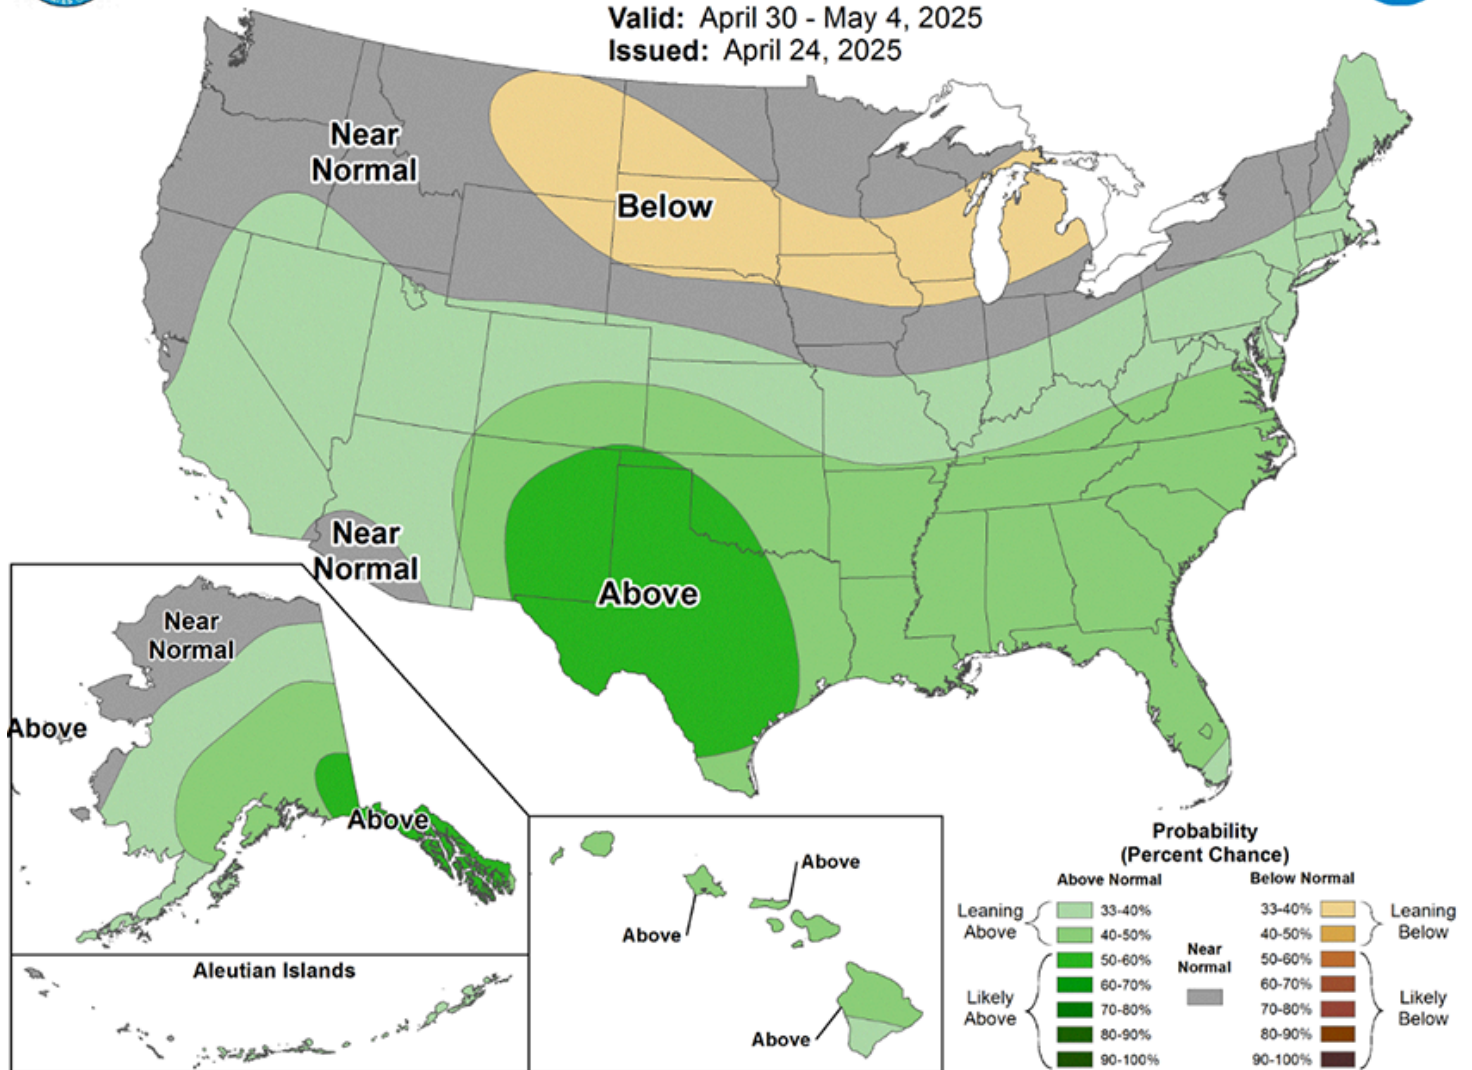 Valid: April 30 - May 4, 2025
Issued: April 24, 2025
Near
Normal
Below
Near
Normal
Above
Near
Normal
Above
Above
Aleutian Islands
Above
Above
Above
Probability
(Percent Chance)
Above Normal
Below Normal
Leaning
Above
33-40%
40-50%
Likely
Above
50-60%
60-70%
70-80%
80-90%
90-100%
Near
Normal
33-40%
40-50%
Leaning
Below
50-60%
60-70%
70-80%
80-90%
90-100%
Likely
Below